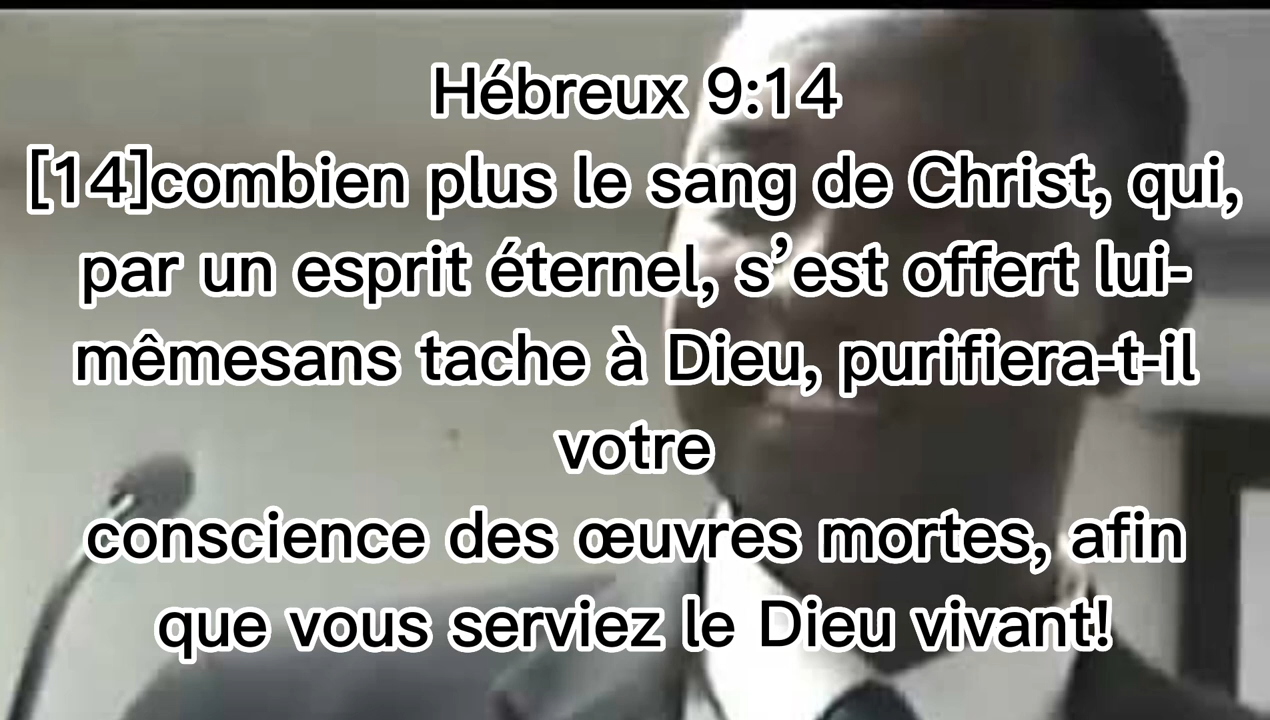 Hébreux 9:14
[14]combien plus le sang de Christ, qui,
par un esprit éternel, s’est offert lui-
mêmesans tache à Dieu, purifiera-t-il
votre
conscience des œuvres mortes, afin
que vous serviez le Dieu vivant!